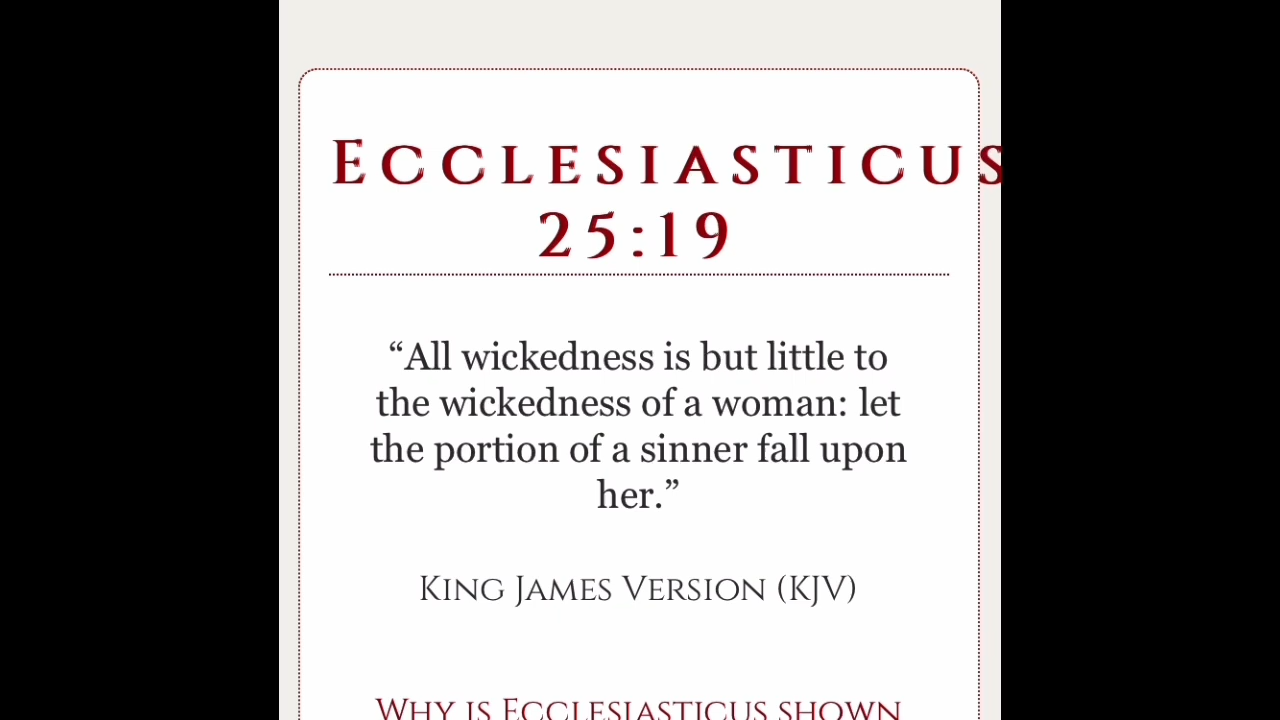 Ecclesiasticus
25:19
“All wickedness is but little to
the wickedness of a woman: let
the portion of a sinner fall upon
her.”
King James Version (KJV)
Why is Ecclesiasticus shown